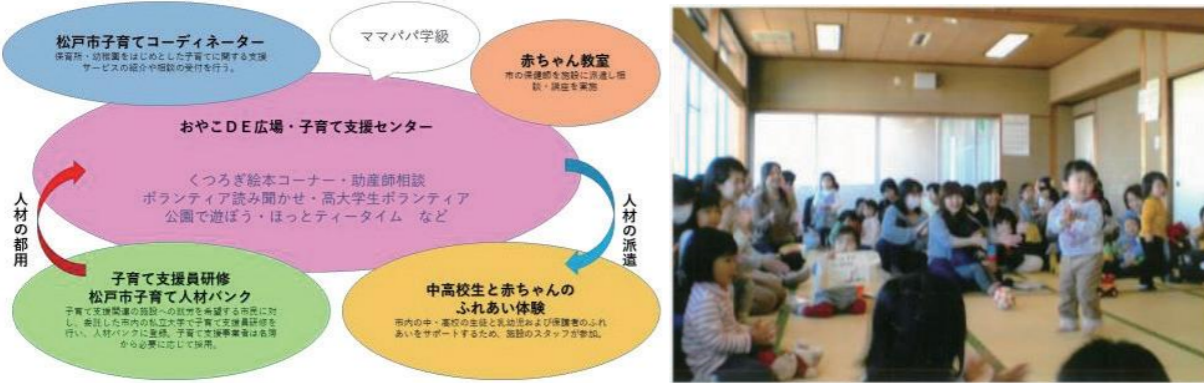 松戸市子育てコーディネーター
保育所・幼稚園をはじめとした子育てに関する支援
サービスの紹介や相談の受付を行う。
ママパパ学級
赤ちゃん教室
市の保健師を施設に派遣し相
談・講座を実施
おやこDE広場・子育て支援センター
くつろぎ絵本コーナー・助産師相談
ボランティア読み聞かせ・高大学生ボランティア
公園で遊ぼう・ほっとティータイム　など
人材の都用
人材の派遣
子育て支援員研修
松戸市子育て人材バンク
子育て支援関連の施設への就労を希望する市民に対
し、委託した市内の私立大学で子育て支援員研修を
行い、人材バンクに登録。子育て支援事業者は名簿
から必要に応じて採用。
中高校生と赤ちゃんの
ふれあい体験
市内の中・高校の生徒と乳幼児および保護者のふれ
あいをサポートするため、施設のスタッフが参加。